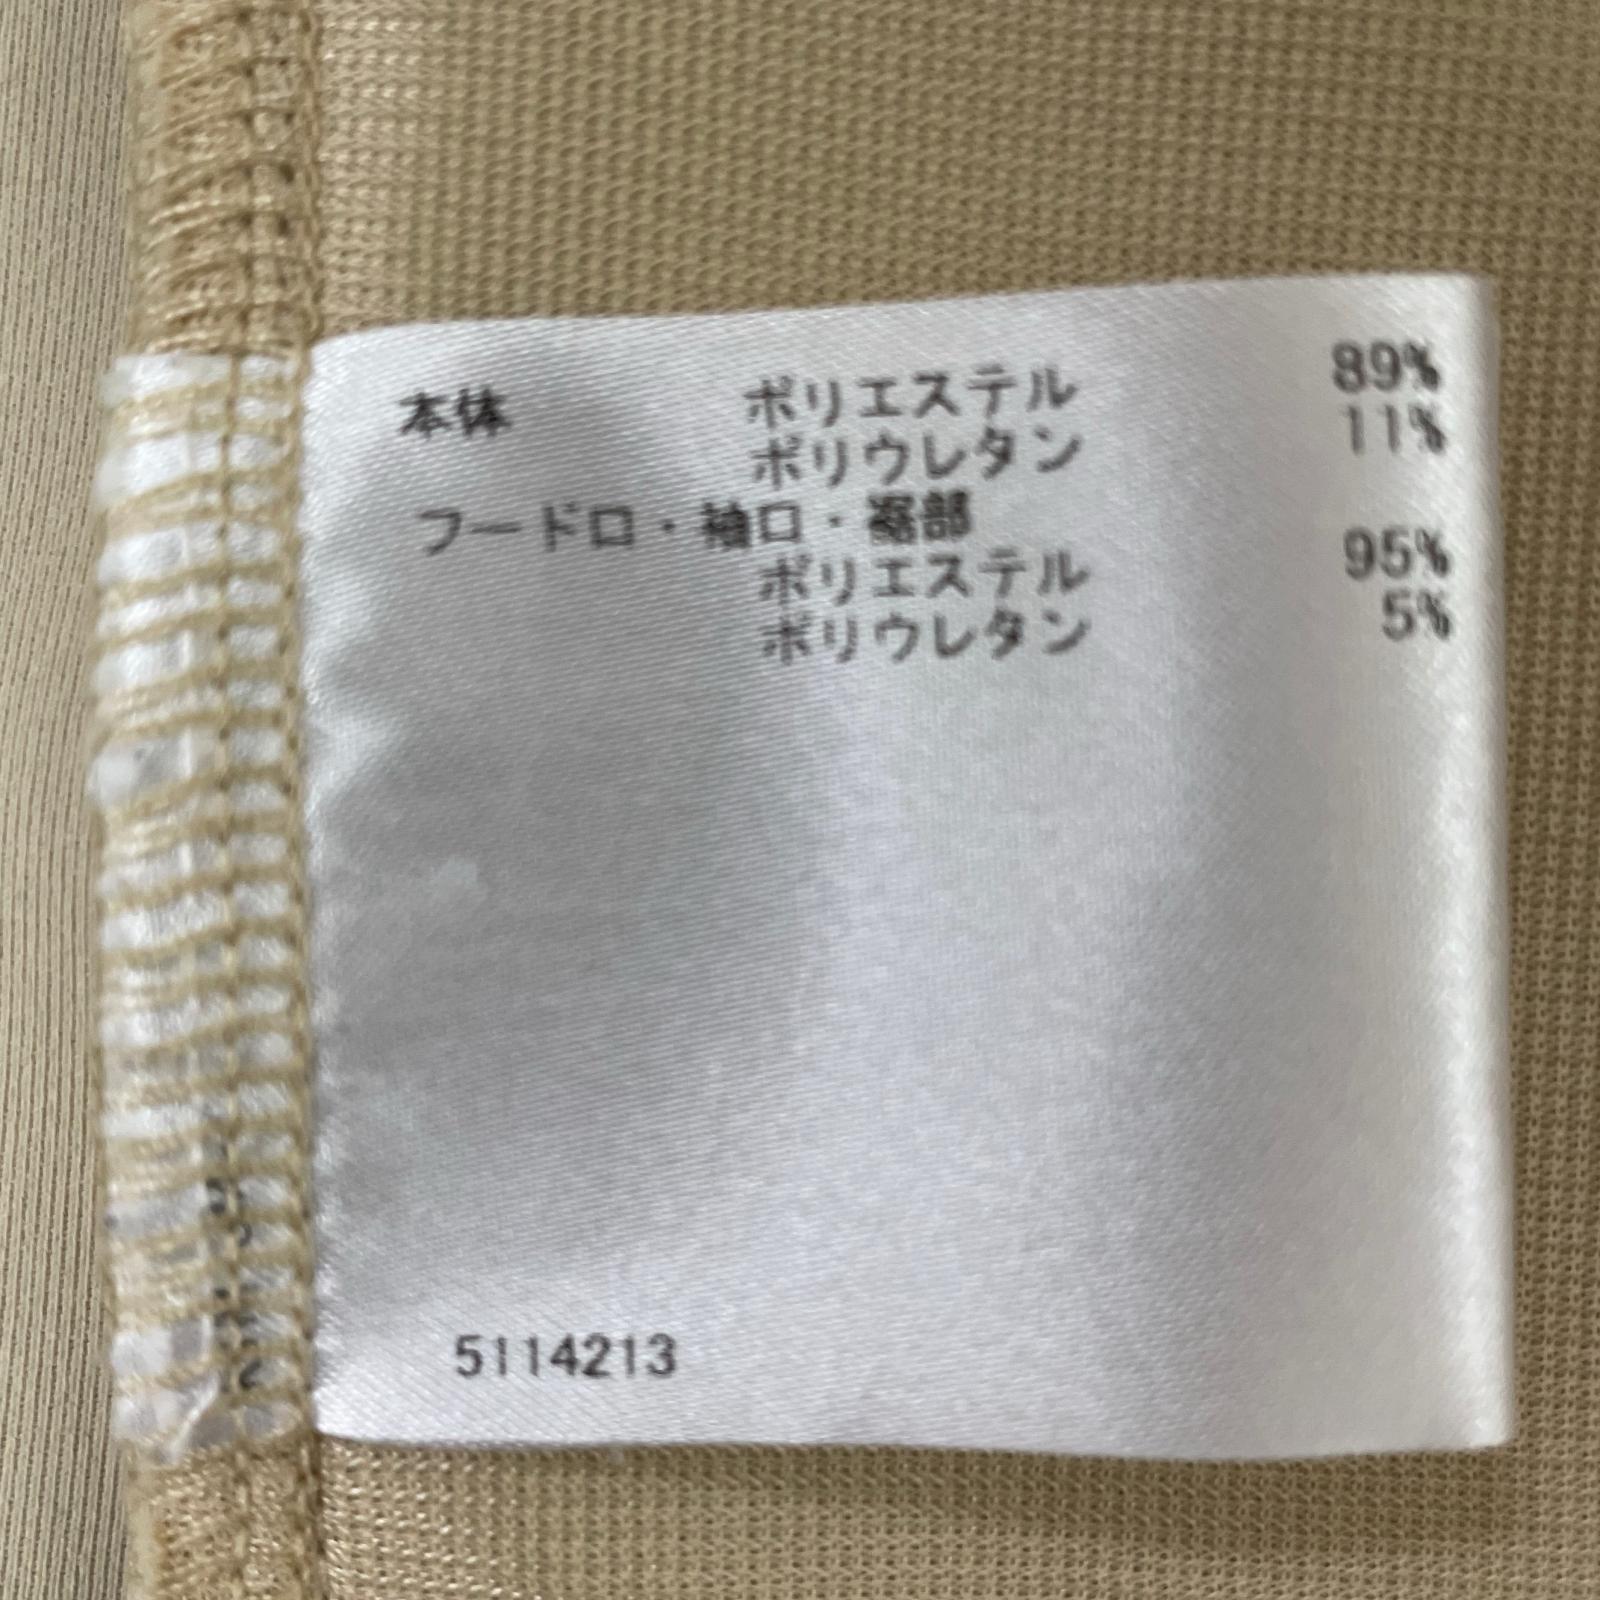 本体 ポリエステル 89%
ポリウレタン 11%
フード口・袖口・裾部
ポリエステル 95%
ポリウレタン 5%
5114213